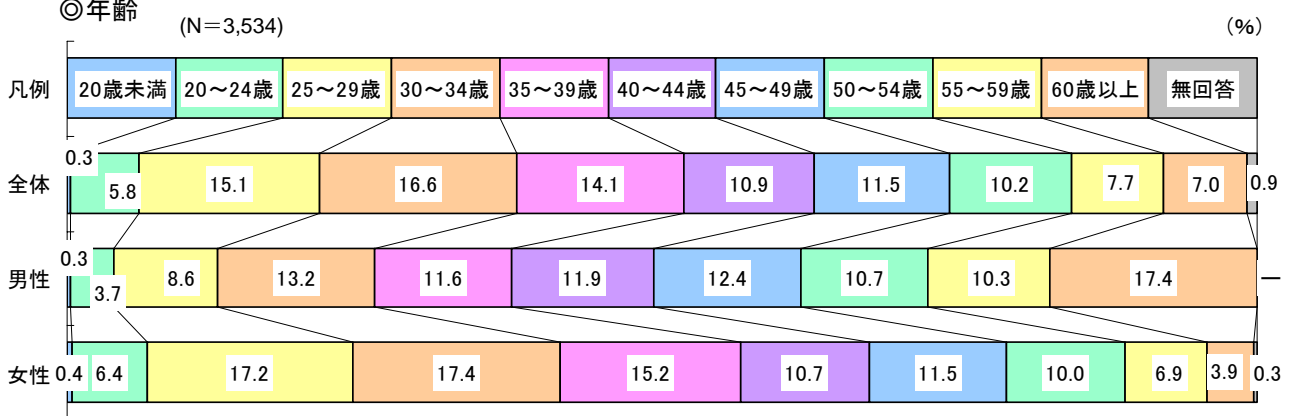 ◎年齢
(N＝3,534)
(％)
凡例 20歳未満 20～24歳 25～29歳 30～34歳 35～39歳 40～44歳 45～49歳 50～54歳 55～59歳 60歳以上 無回答
全体 0.3 5.8 15.1 16.6 14.1 10.9 11.5 10.2 7.7 7.0 0.9
男性 0.3 3.7 8.6 13.2 11.6 11.9 12.4 10.7 10.3 17.4 －
女性 0.4 6.4 17.2 17.4 15.2 10.7 11.5 10.0 6.9 3.9 0.3